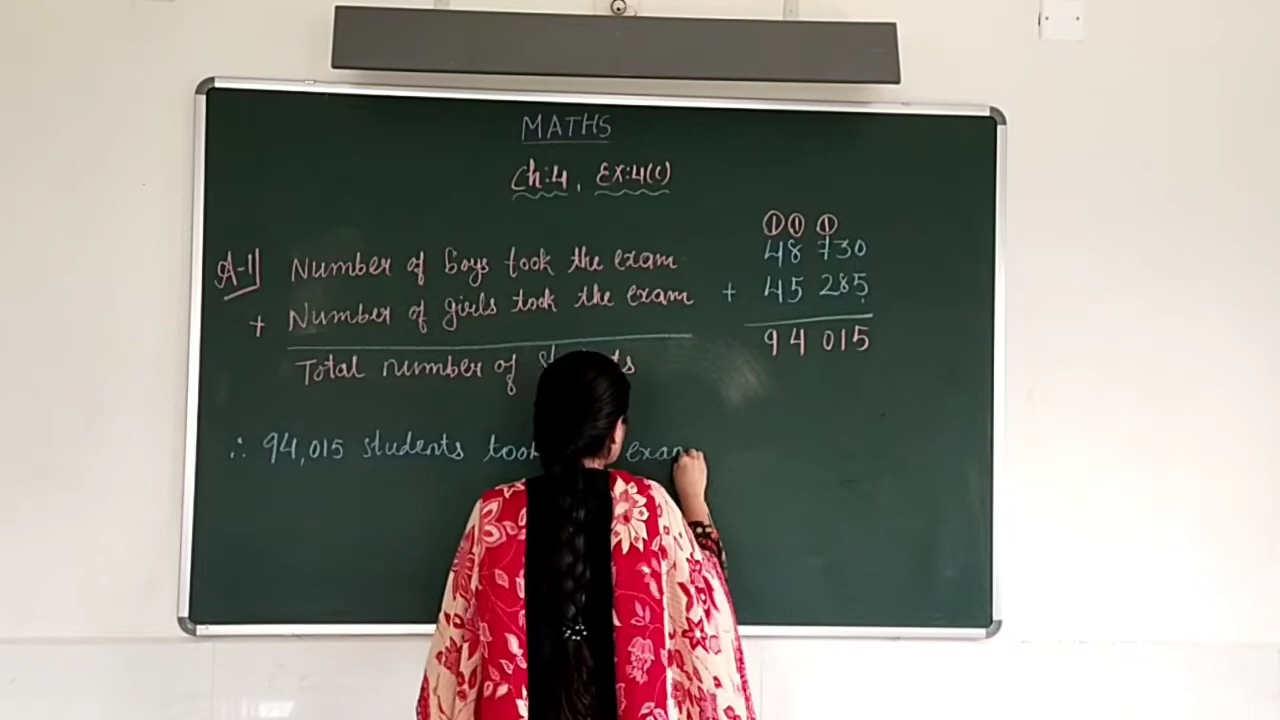 MATHS
Ch:4, Ex:4(c)
A-1] Number of boys took the exam
+ Number of girls took the exam
Total number of
∴ 94,015 students took exam
1 1 1
48 730
+ 45 285
94 015